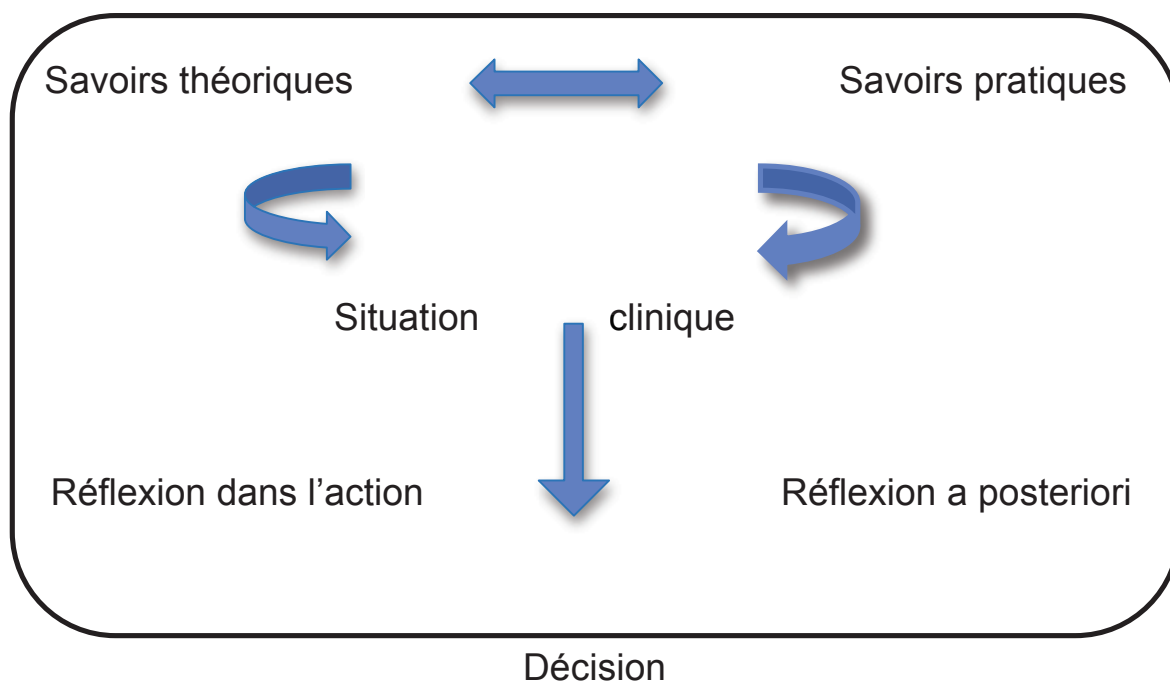 Savoirs théoriques
Savoirs pratiques
Situation clinique
Réflexion dans l’action
Réflexion a posteriori
Décision